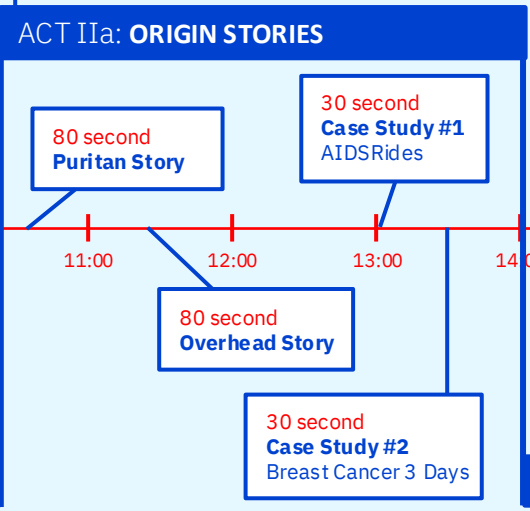 ACT IIa: ORIGIN STORIES
30 second
Case Study #1
AIDSRides
80 second
Puritan Story
11:00
12:00
13:00
80 second
Overhead Story
30 second
Case Study #2
Breast Cancer 3 Days